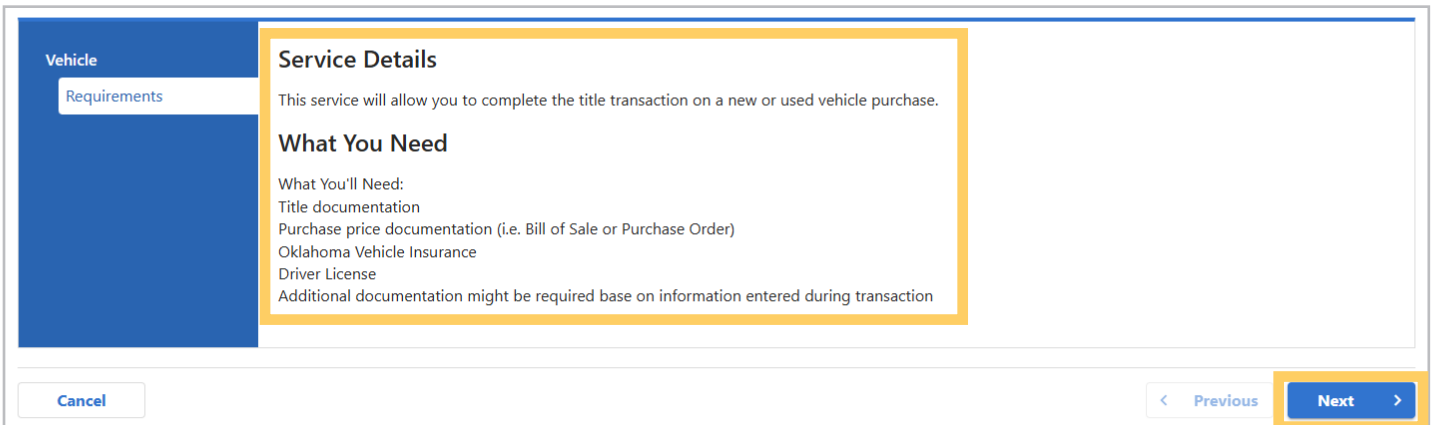 Vehicle
Requirements
Service Details
This service will allow you to complete the title transaction on a new or used vehicle purchase.
What You Need
What You'll Need:
Title documentation
Purchase price documentation (i.e. Bill of Sale or Purchase Order)
Oklahoma Vehicle Insurance
Driver License
Additional documentation might be required base on information entered during transaction
Cancel
< Previous
Next >